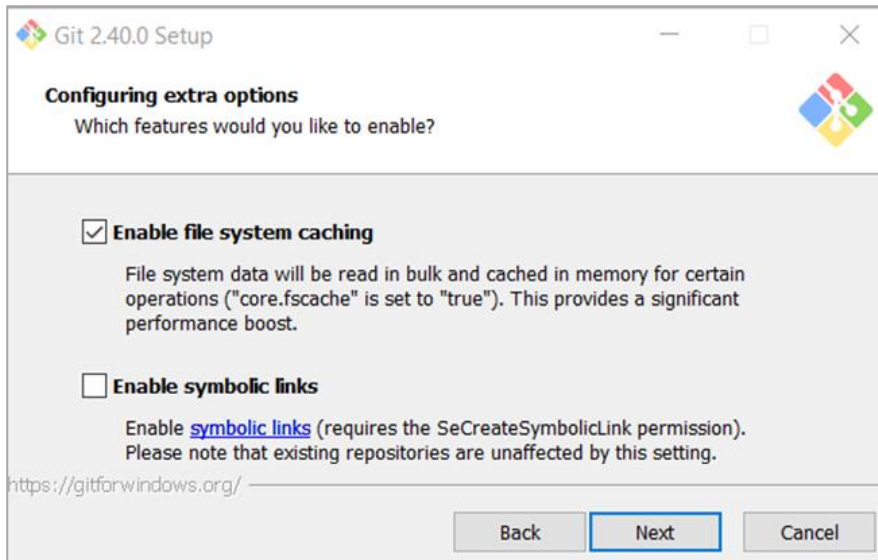 Git 2.40.0 Setup
Configuring extra options
Which features would you like to enable?
Enable file system caching
File system data will be read in bulk and cached in memory for certain
operations ("core.fscache" is set to "true"). This provides a significant
performance boost.
Enable symbolic links
Enable symbolic links (requires the SeCreateSymbolicLink permission).
Please note that existing repositories are unaffected by this setting.
https://gitforwindows.org/
Back Next Cancel